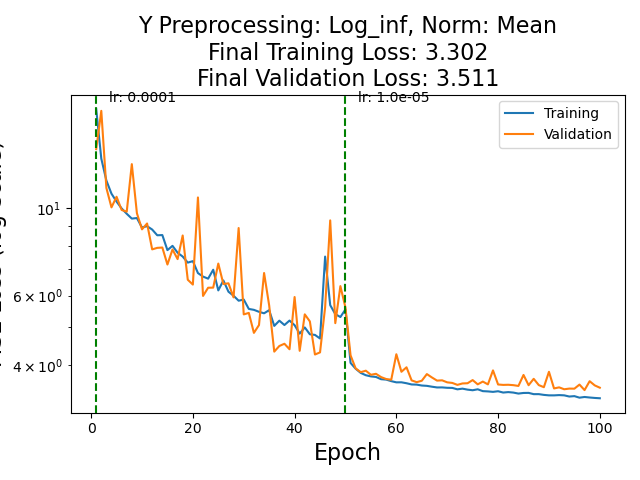 Y Preprocessing: Log_inf, Norm: Mean
Final Training Loss: 3.302
Final Validation Loss: 3.511
lr: 0.0001
lr: 1.0e-05
Training
Validation
10¹
6 × 10⁰
4 × 10⁰
0 20 40 60 80 100
Epoch